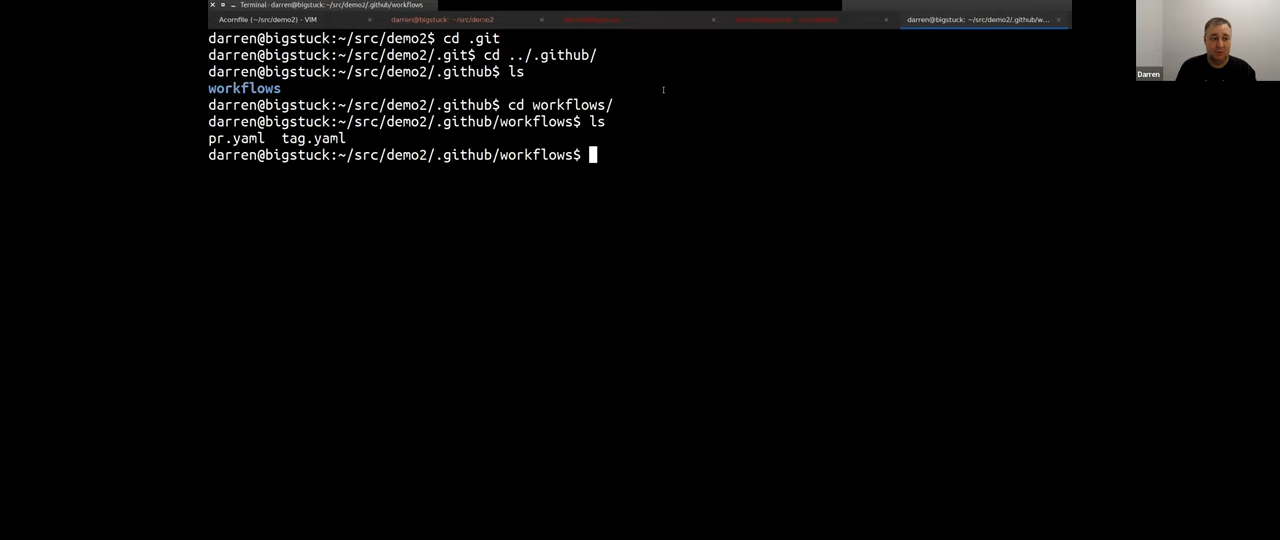 Terminal - darren@bigstuck: ~/src/demo2/.github/workflows
Acornfile (~/src/demo2) - VIM
darren@bigstuck: ~/src/demo2
darren@bigstuck: ~/src/demo2/.github/w...
darren@bigstuck:~/src/demo2$ cd .git
darren@bigstuck:~/src/demo2/.git$ cd ../.github/
darren@bigstuck:~/src/demo2/.github$ ls
workflows
darren@bigstuck:~/src/demo2/.github$ cd workflows/
darren@bigstuck:~/src/demo2/.github/workflows$ ls
pr.yaml  tag.yaml
darren@bigstuck:~/src/demo2/.github/workflows$
Darren